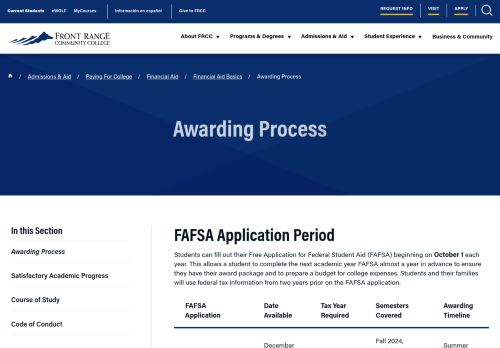 Current Students eWOLF MyCourses Información en español Give to FRCC REQUEST INFO VISIT APPLY
FRONT RANGE
COMMUNITY COLLEGE
About FRCC Programs & Degrees Admissions & Aid Student Experience Business & Community
/ Admissions & Aid / Paying For College / Financial Aid / Financial Aid Basics / Awarding Process
Awarding Process
In this Section
Awarding Process
Satisfactory Academic Progress
Course of Study
Code of Conduct
FAFSA Application Period
Students can fill out their Free Application for Federal Student Aid (FAFSA) beginning on October 1 each
year. This allows a student to complete the next academic year FAFSA almost a year in advance to ensure
they have their award package and to prepare a budget for college expenses. Students and their families
will use federal tax information from two years prior on the FAFSA application.
FAFSA Date Tax Year Semesters Awarding
Application Available Required Covered Timeline
Fall 2024,
December Summer